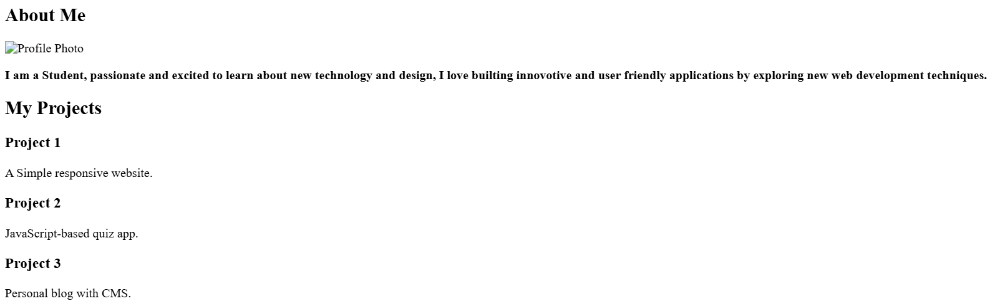 About Me
Profile Photo
I am a Student, passionate and excited to learn about new technology and design, I love builting innovotive and user friendly applications by exploring new web development techniques.
My Projects
Project 1
A Simple responsive website.
Project 2
JavaScript-based quiz app.
Project 3
Personal blog with CMS.